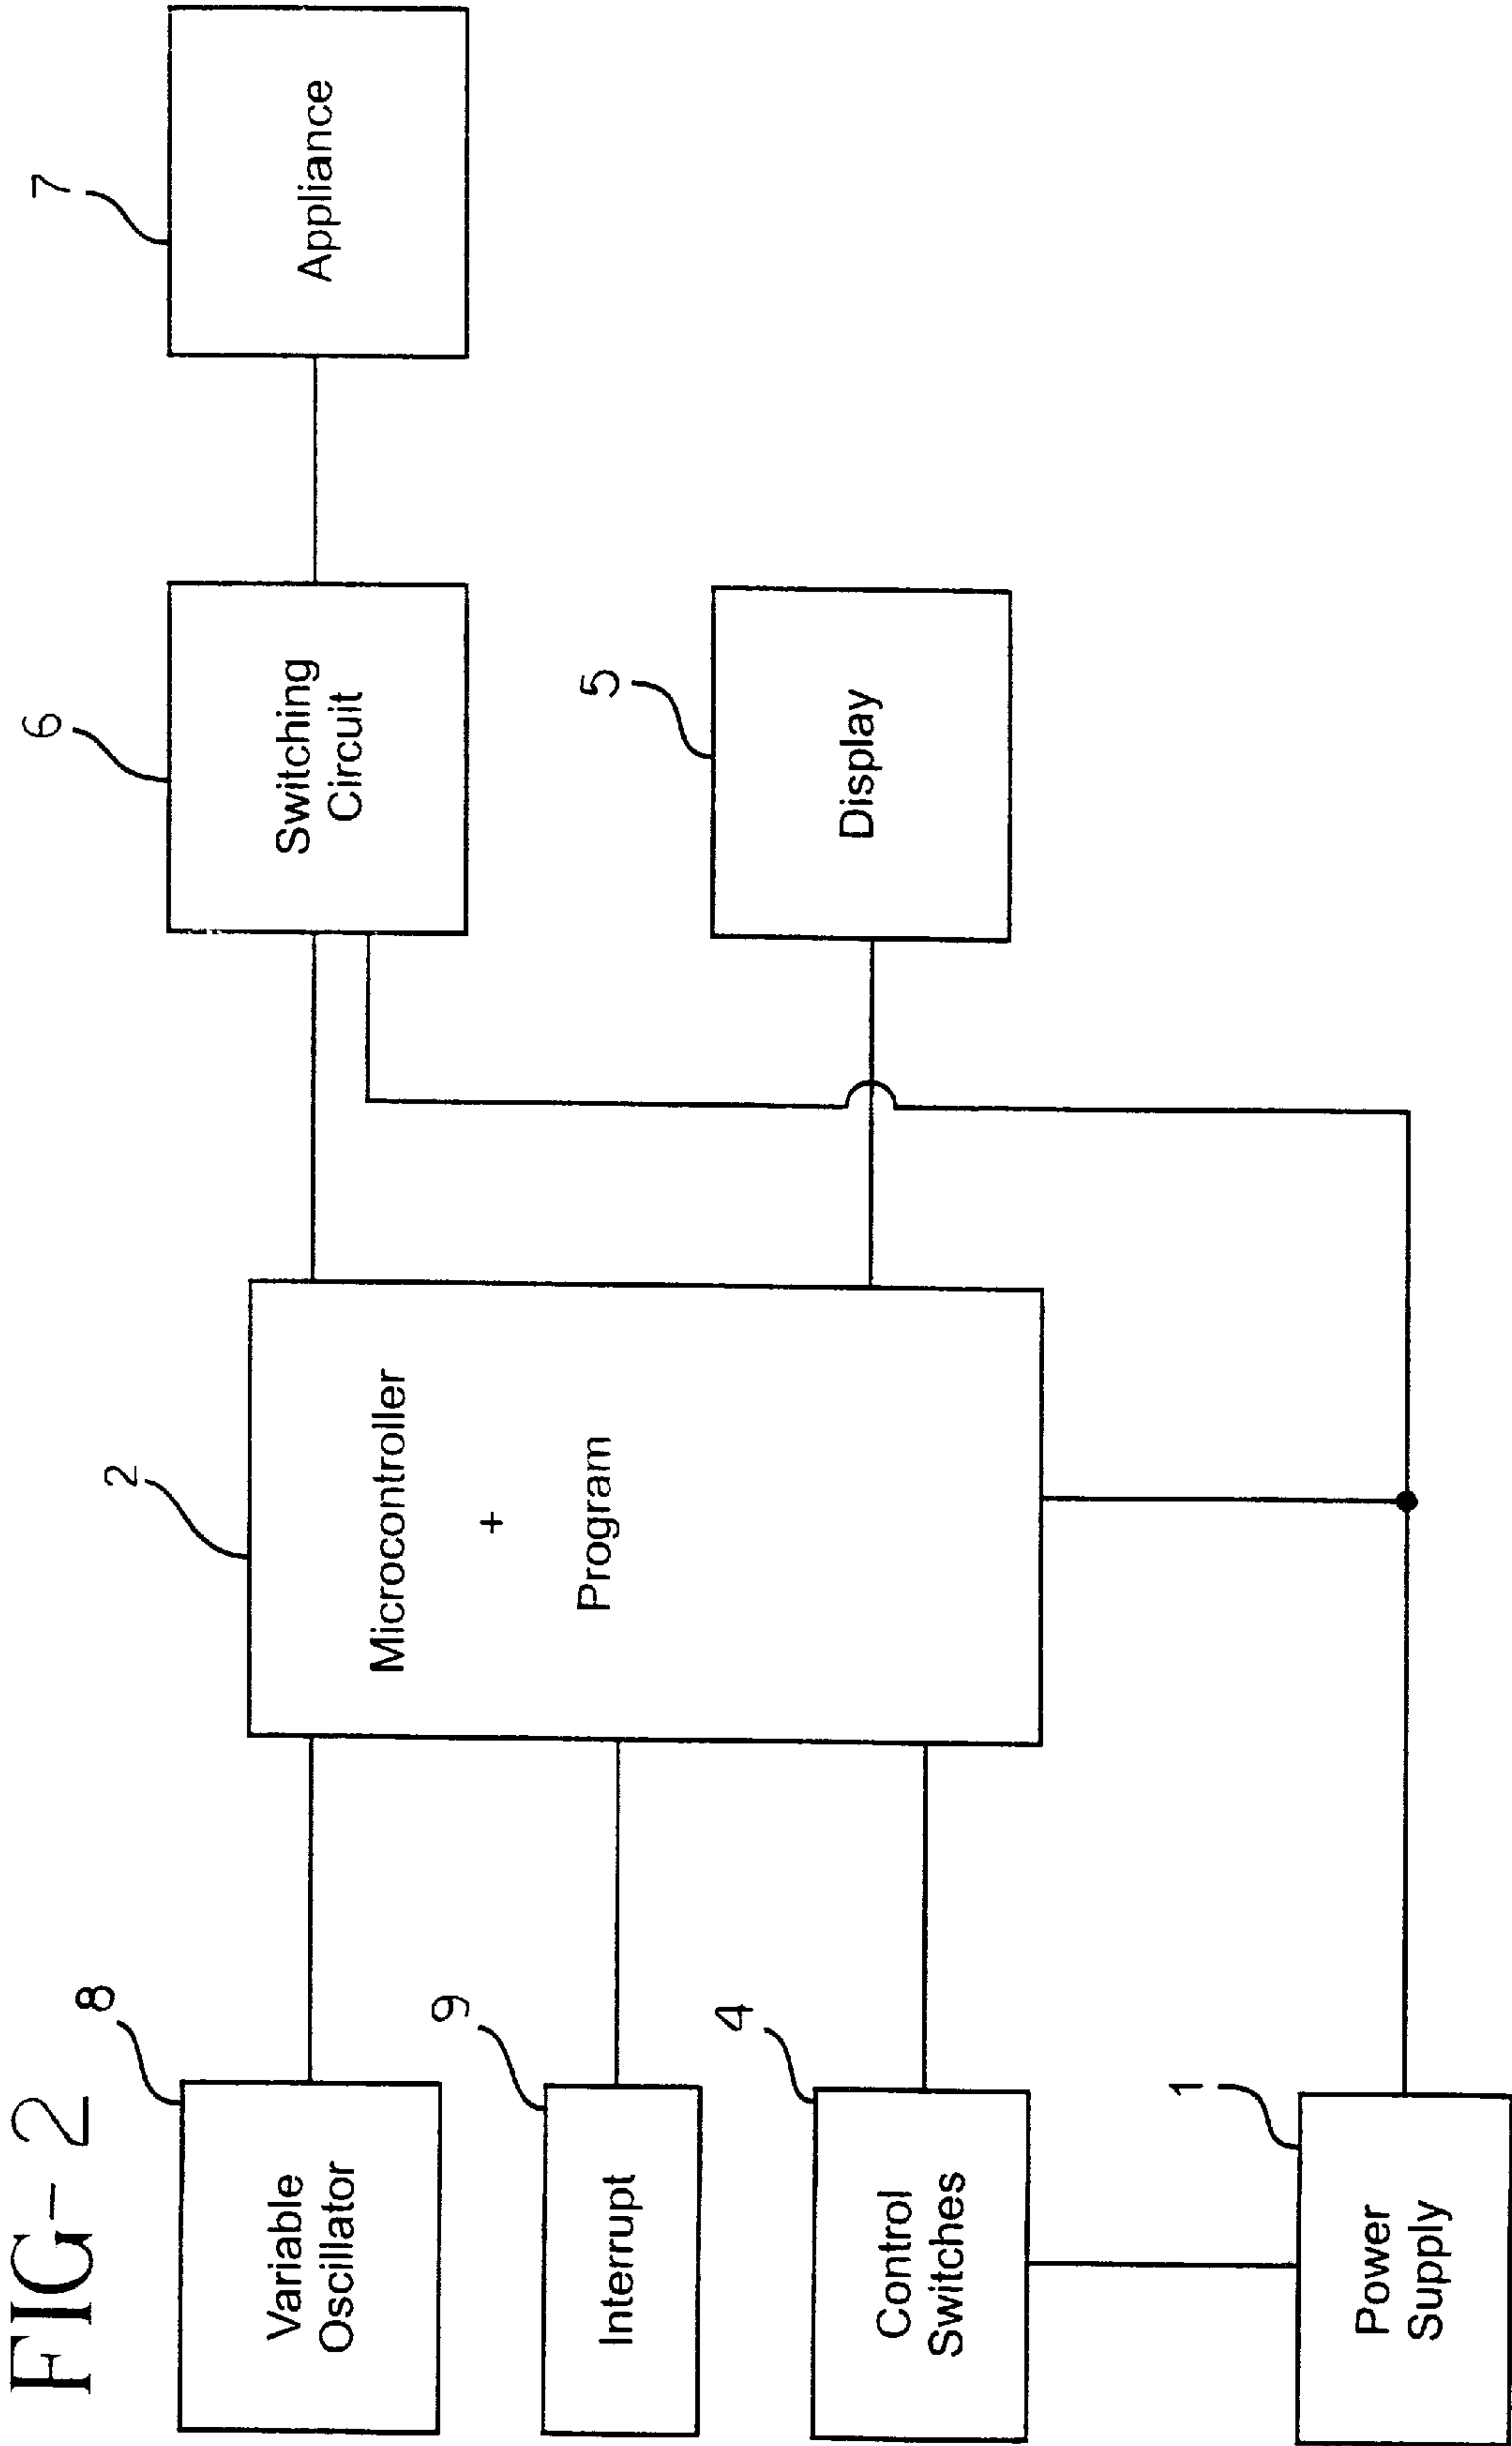 FIG-2
8
Variable
Oscillator
9
Interrupt
4
Control
Switches
1
Power
Supply
2
Microcontroller
+
Program
6
Switching
Circuit
5
Display
7
Appliance